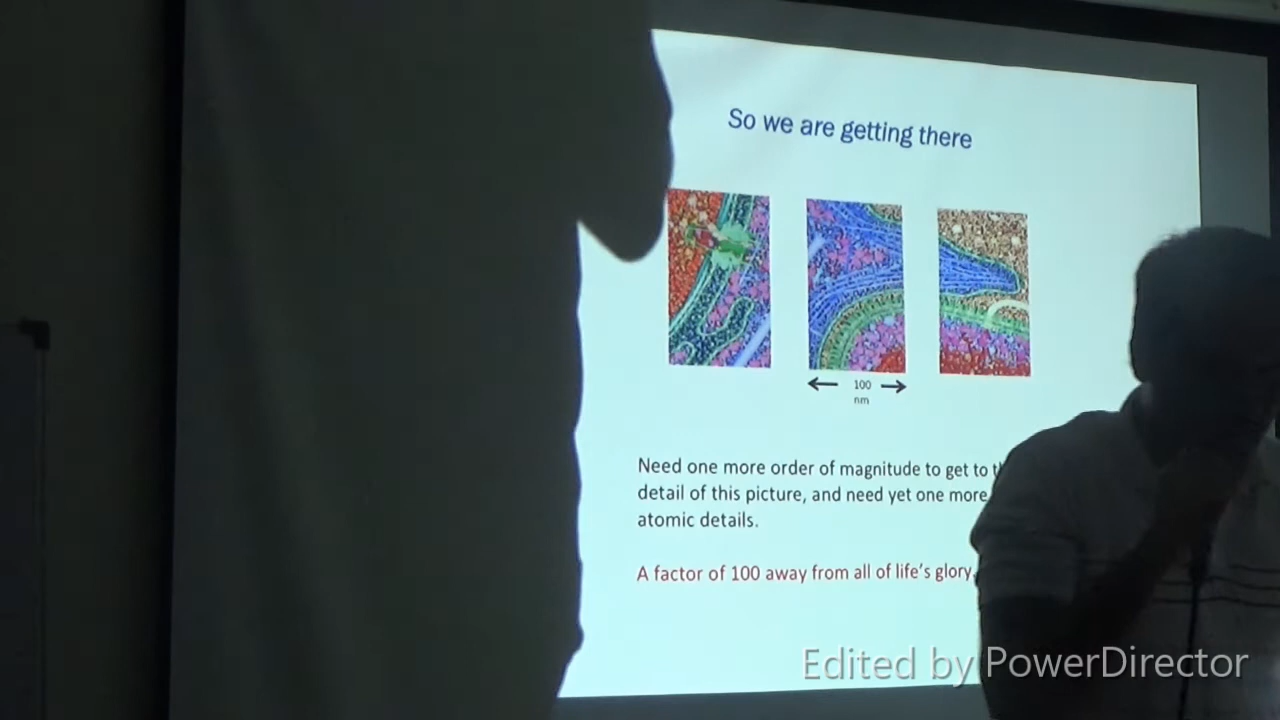 So we are getting there
100
nm
Need one more order of magnitude to get to
detail of this picture, and need yet one more
atomic details.
A factor of 100 away from all of life's glory
Edited by PowerDirector